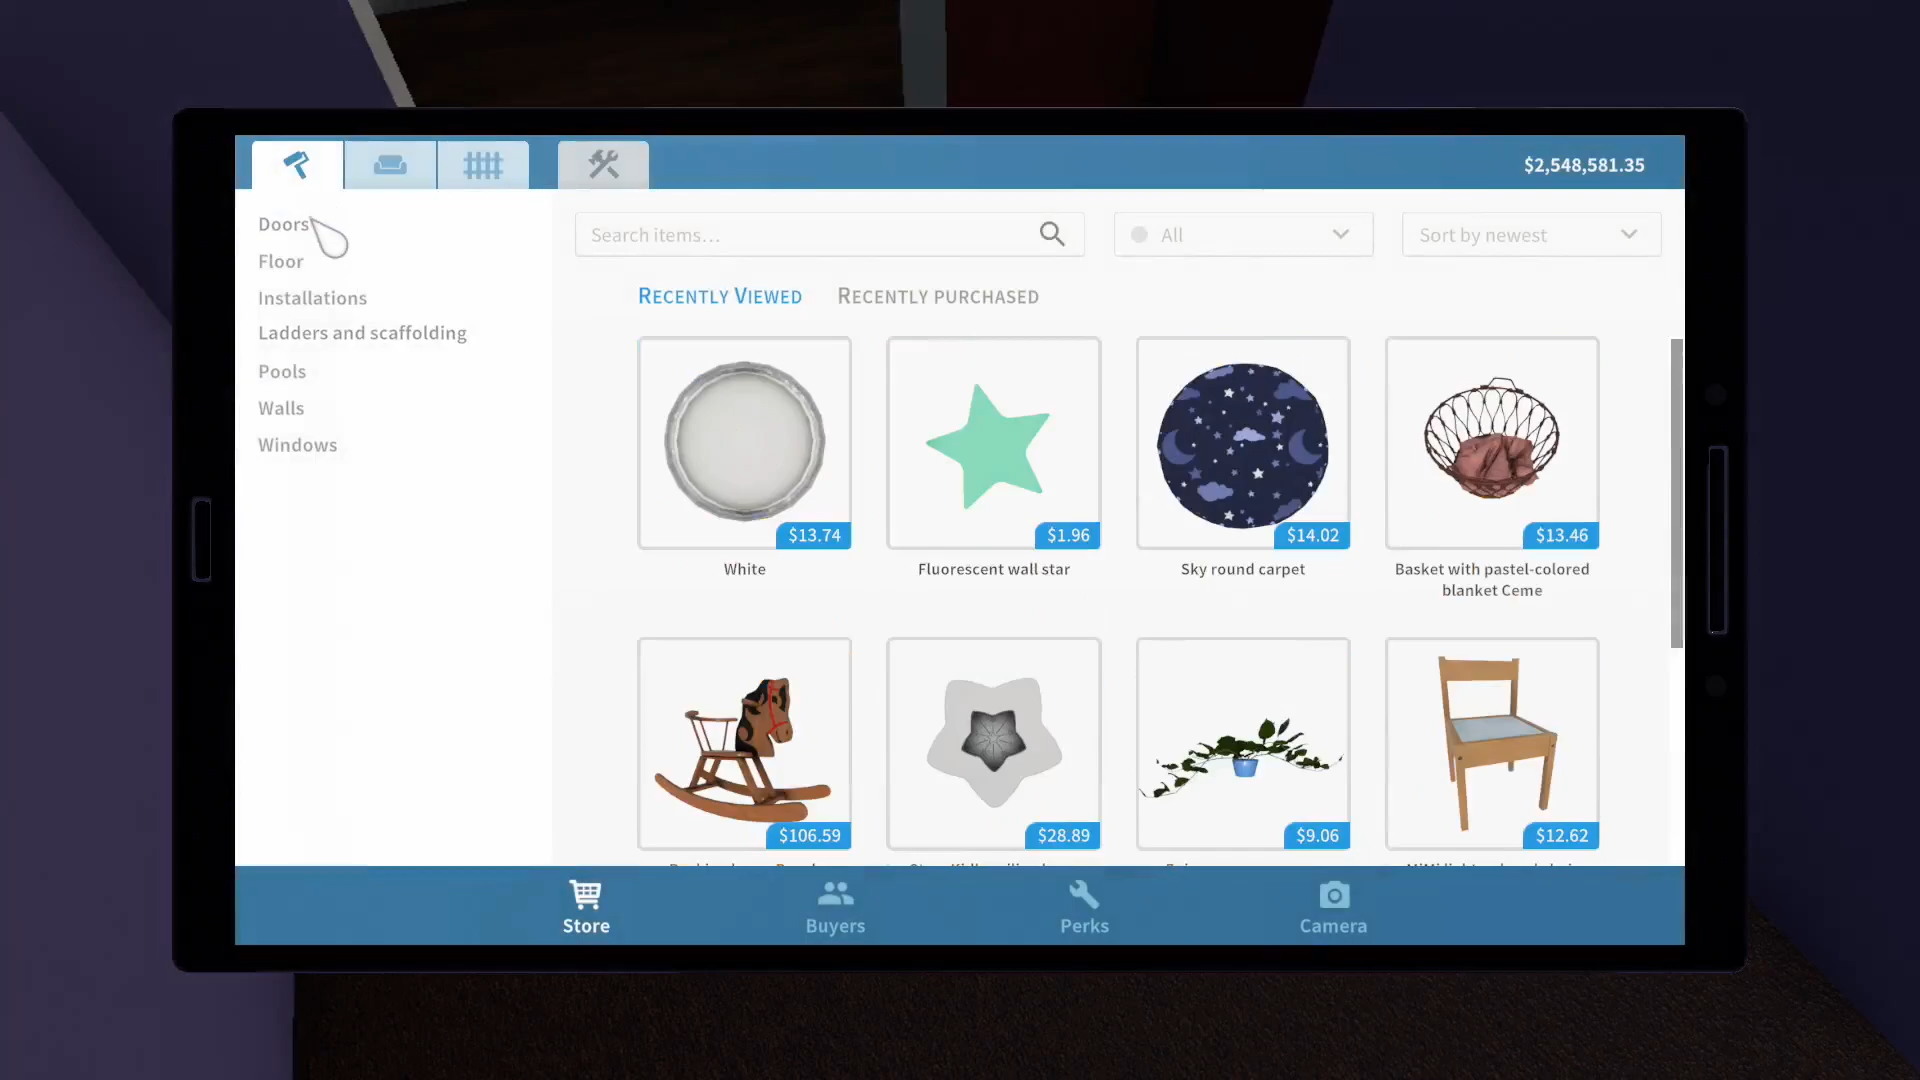 $2,548,581.35
Doors
Floor
Installations
Ladders and scaffolding
Pools
Walls
Windows
Search items...
All
Sort by newest
RECENTLY VIEWED
RECENTLY PURCHASED
$13.74
$1.96
$14.02
$13.46
White
Fluorescent wall star
Sky round carpet
Basket with pastel-colored
blanket Ceme
$106.59
$28.89
$9.06
$12.62
Store
Buyers
Perks
Camera